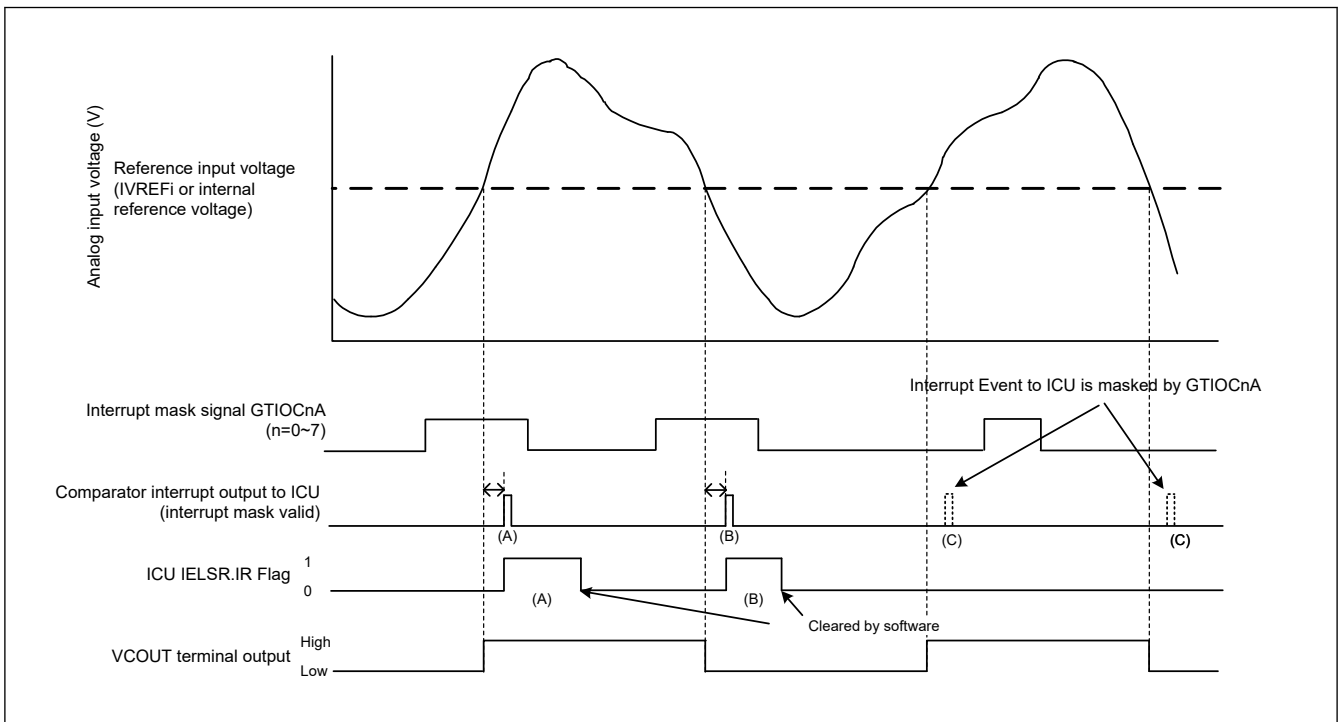 Analog input voltage (V)
Reference input voltage
(IVREFi or internal
reference voltage)
Interrupt Event to ICU is masked by GTIOCnA
Interrupt mask signal GTIOCnA
(n=0~7)
Comparator interrupt output to ICU
(interrupt mask valid)
(A)
(B)
(C)
(C)
ICU IELSR.IR Flag
1
0
(A)
(B)
Cleared by software
VCOUT terminal output
High
Low